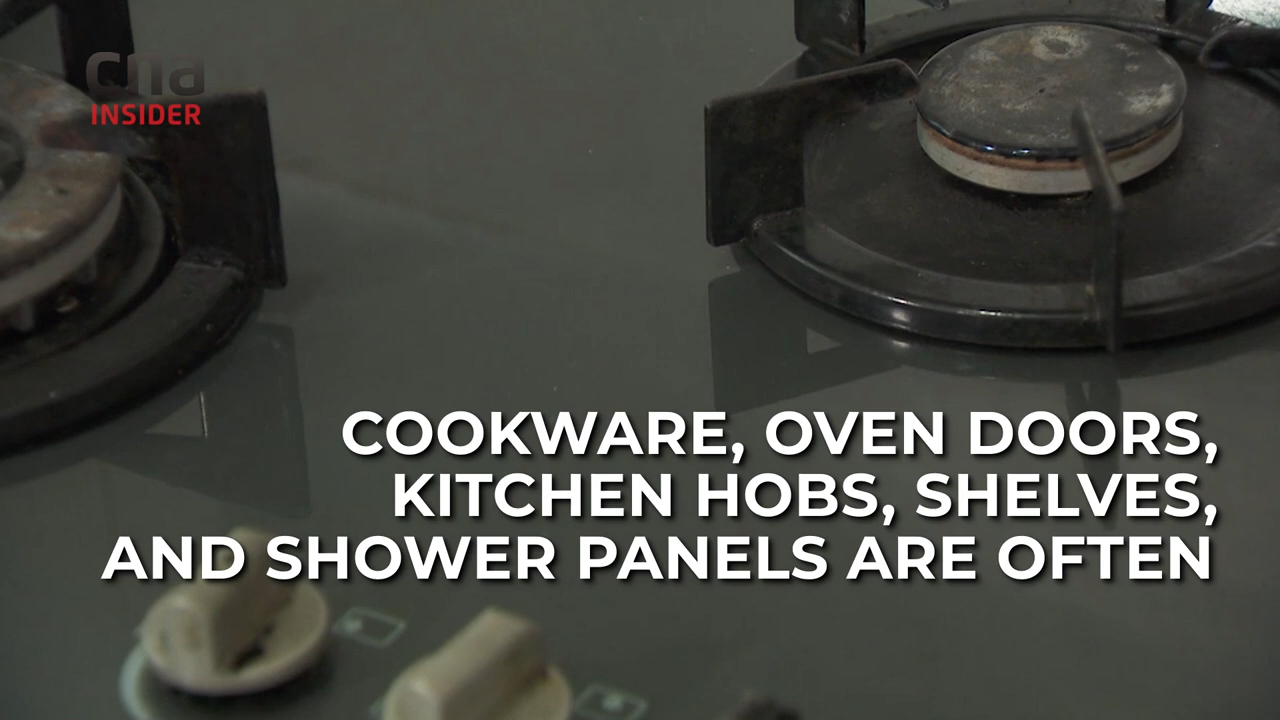 cna
INSIDER
COOKWARE, OVEN DOORS,
KITCHEN HOBS, SHELVES,
AND SHOWER PANELS ARE OFTEN